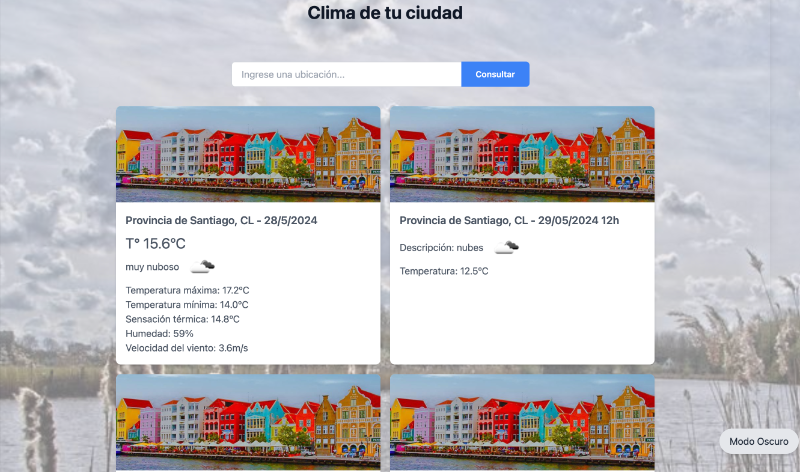 Clima de tu ciudad
Ingrese una ubicación...
Consultar
Provincia de Santiago, CL - 28/5/2024
T° 15.6°C
muy nuboso
Temperatura máxima: 17.2°C
Temperatura mínima: 14.0°C
Sensación térmica: 14.8°C
Humedad: 59%
Velocidad del viento: 3.6m/s
Provincia de Santiago, CL - 29/05/2024 12h
Descripción: nubes
Temperatura: 12.5°C
Modo Oscuro